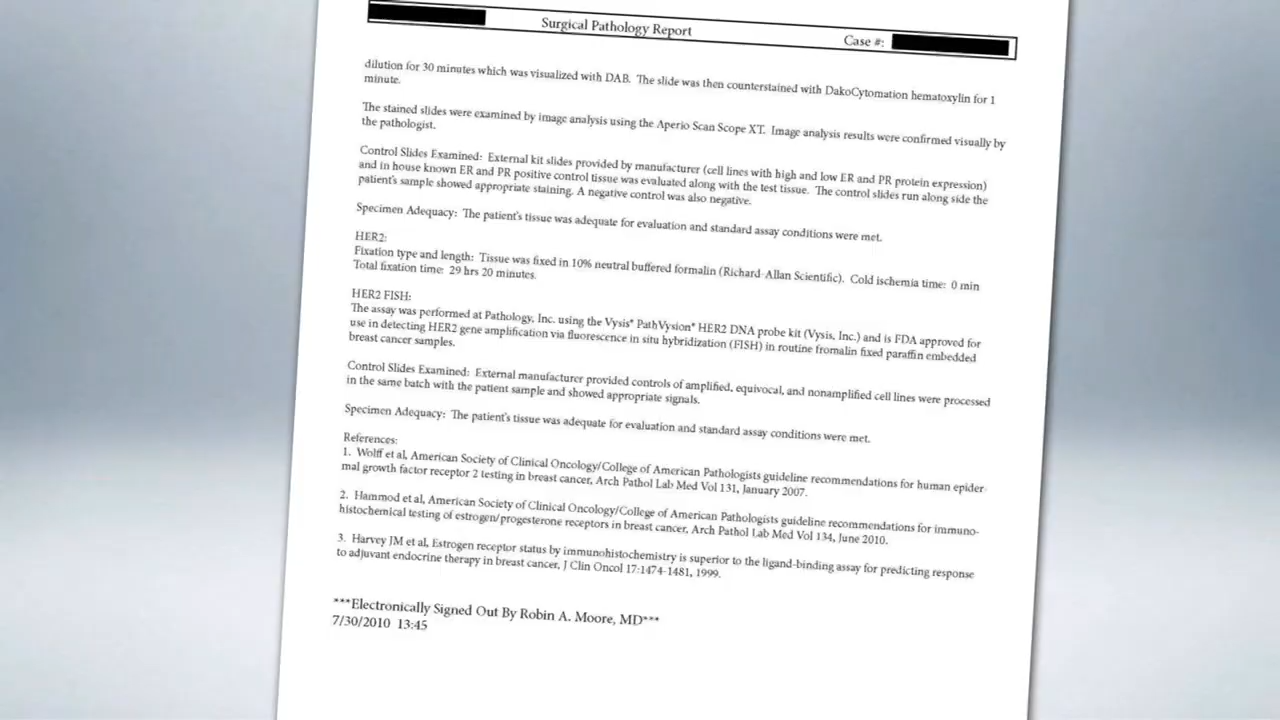 Surgical Pathology Report
Case #:
dilution for 30 minutes which was visualized with DAB. The slide was then counterstained with DakoCytomation hematoxylin for 1
minute.
The stained slides were examined by image analysis using the Aperio Scan Scope XT. Image analysis results were confirmed visually by
the pathologist.
Control Slides Examined: External kit slides provided by manufacturer (cell lines with high and low ER and PR protein expression)
and in house known ER and PR positive control tissue was evaluated along with the test tissue. The control slides run along side the
patient's sample showed appropriate staining. A negative control was also negative.
Specimen Adequacy: The patient's tissue was adequate for evaluation and standard assay conditions were met.
HER2:
Fixation type and length: Tissue was fixed in 10% neutral buffered formalin (Richard-Allan Scientific). Cold ischemia time: 0 min
Total fixation time: 29 hrs 20 minutes.
HER2 FISH:
The assay was performed at Pathology, Inc. using the Vysis® PathVysion® HER2 DNA probe kit (Vysis, Inc.) and is FDA approved for
use in detecting HER2 gene amplification via fluorescence in situ hybridization (FISH) in routine fromalin fixed paraffin embedded
breast cancer samples.
Control Slides Examined: External manufacturer provided controls of amplified, equivocal, and nonamplified cell lines were processed
in the same batch with the patient sample and showed appropriate signals.
Specimen Adequacy: The patient's tissue was adequate for evaluation and standard assay conditions were met.
References:
1. Wolff et al, American Society of Clinical Oncology/College of American Pathologists guideline recommendations for human epider-
mal growth factor receptor 2 testing in breast cancer, Arch Pathol Lab Med Vol 131, January 2007.
2. Hammod et al, American Society of Clinical Oncology/College of American Pathologists guideline recommendations for immuno-
histochemical testing of estrogen/progesterone receptors in breast cancer, Arch Pathol Lab Med Vol 134, June 2010.
3. Harvey JM et al, Estrogen receptor status by immunohistochemistry is superior to the ligand-binding assay for predicting response
to adjuvant endocrine therapy in breast cancer, J Clin Oncol 17:1474-1481, 1999.
***Electronically Signed Out By Robin A. Moore, MD***
7/30/2010 13:45